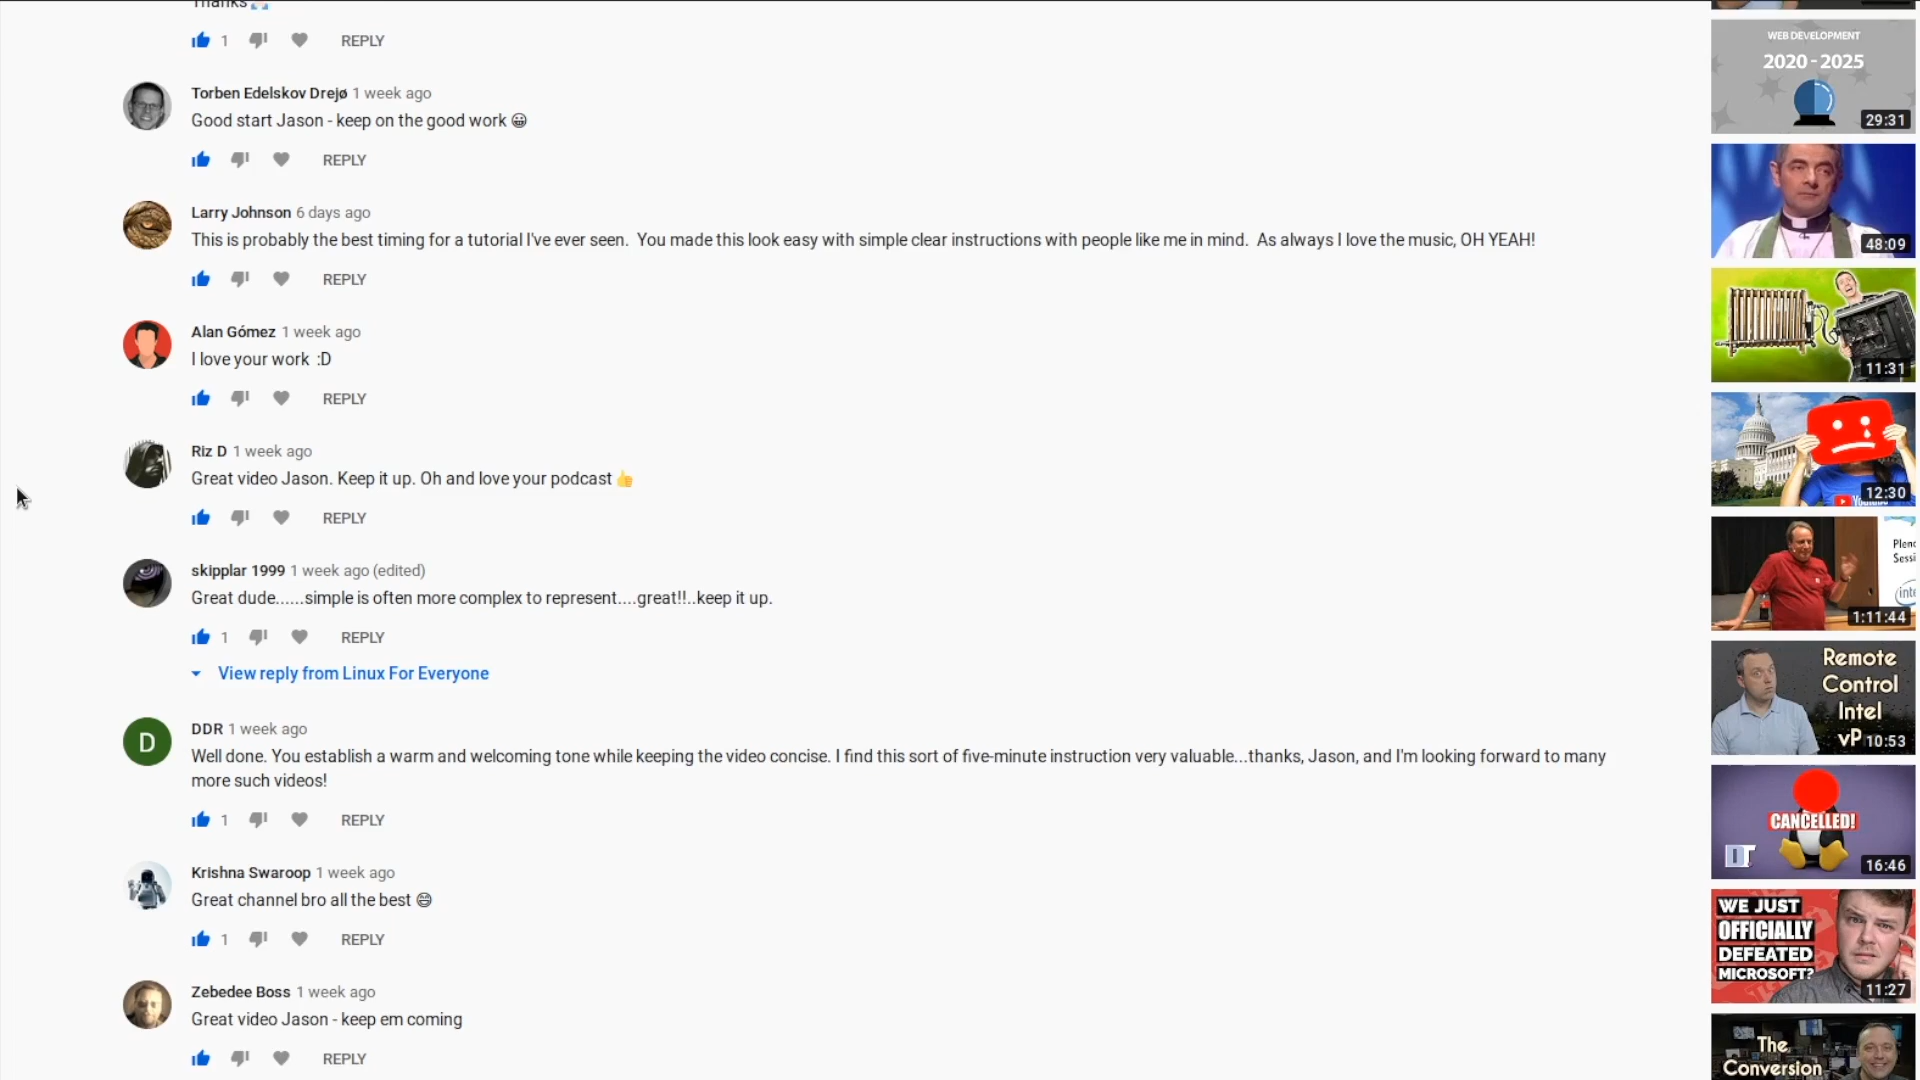 Thanks 🙏
1 REPLY
Torben Edelskov Drejø 1 week ago
Good start Jason - keep on the good work 😀
REPLY
Larry Johnson 6 days ago
This is probably the best timing for a tutorial I've ever seen.  You made this look easy with simple clear instructions with people like me in mind.  As always I love the music, OH YEAH!
REPLY
Alan Gómez 1 week ago
I love your work  :D
REPLY
Riz D 1 week ago
Great video Jason. Keep it up. Oh and love your podcast 👍
REPLY
skipplar 1999 1 week ago (edited)
Great dude......simple is often more complex to represent....great!!..keep it up.
1 REPLY
View reply from Linux For Everyone
D
DDR 1 week ago
Well done. You establish a warm and welcoming tone while keeping the video concise. I find this sort of five-minute instruction very valuable...thanks, Jason, and I'm looking forward to many
more such videos!
1 REPLY
Krishna Swaroop 1 week ago
Great channel bro all the best 😄
1 REPLY
Zebedee Boss 1 week ago
Great video Jason - keep em coming
REPLY
WEB DEVELOPMENT
2020 - 2025
29:31
48:09
11:31
12:30
1:11:44
Remote
Control
Intel
vP
10:53
CANCELLED!
DT
16:46
WE JUST
OFFICIALLY
DEFEATED
MICROSOFT?
11:27
The
Conversion